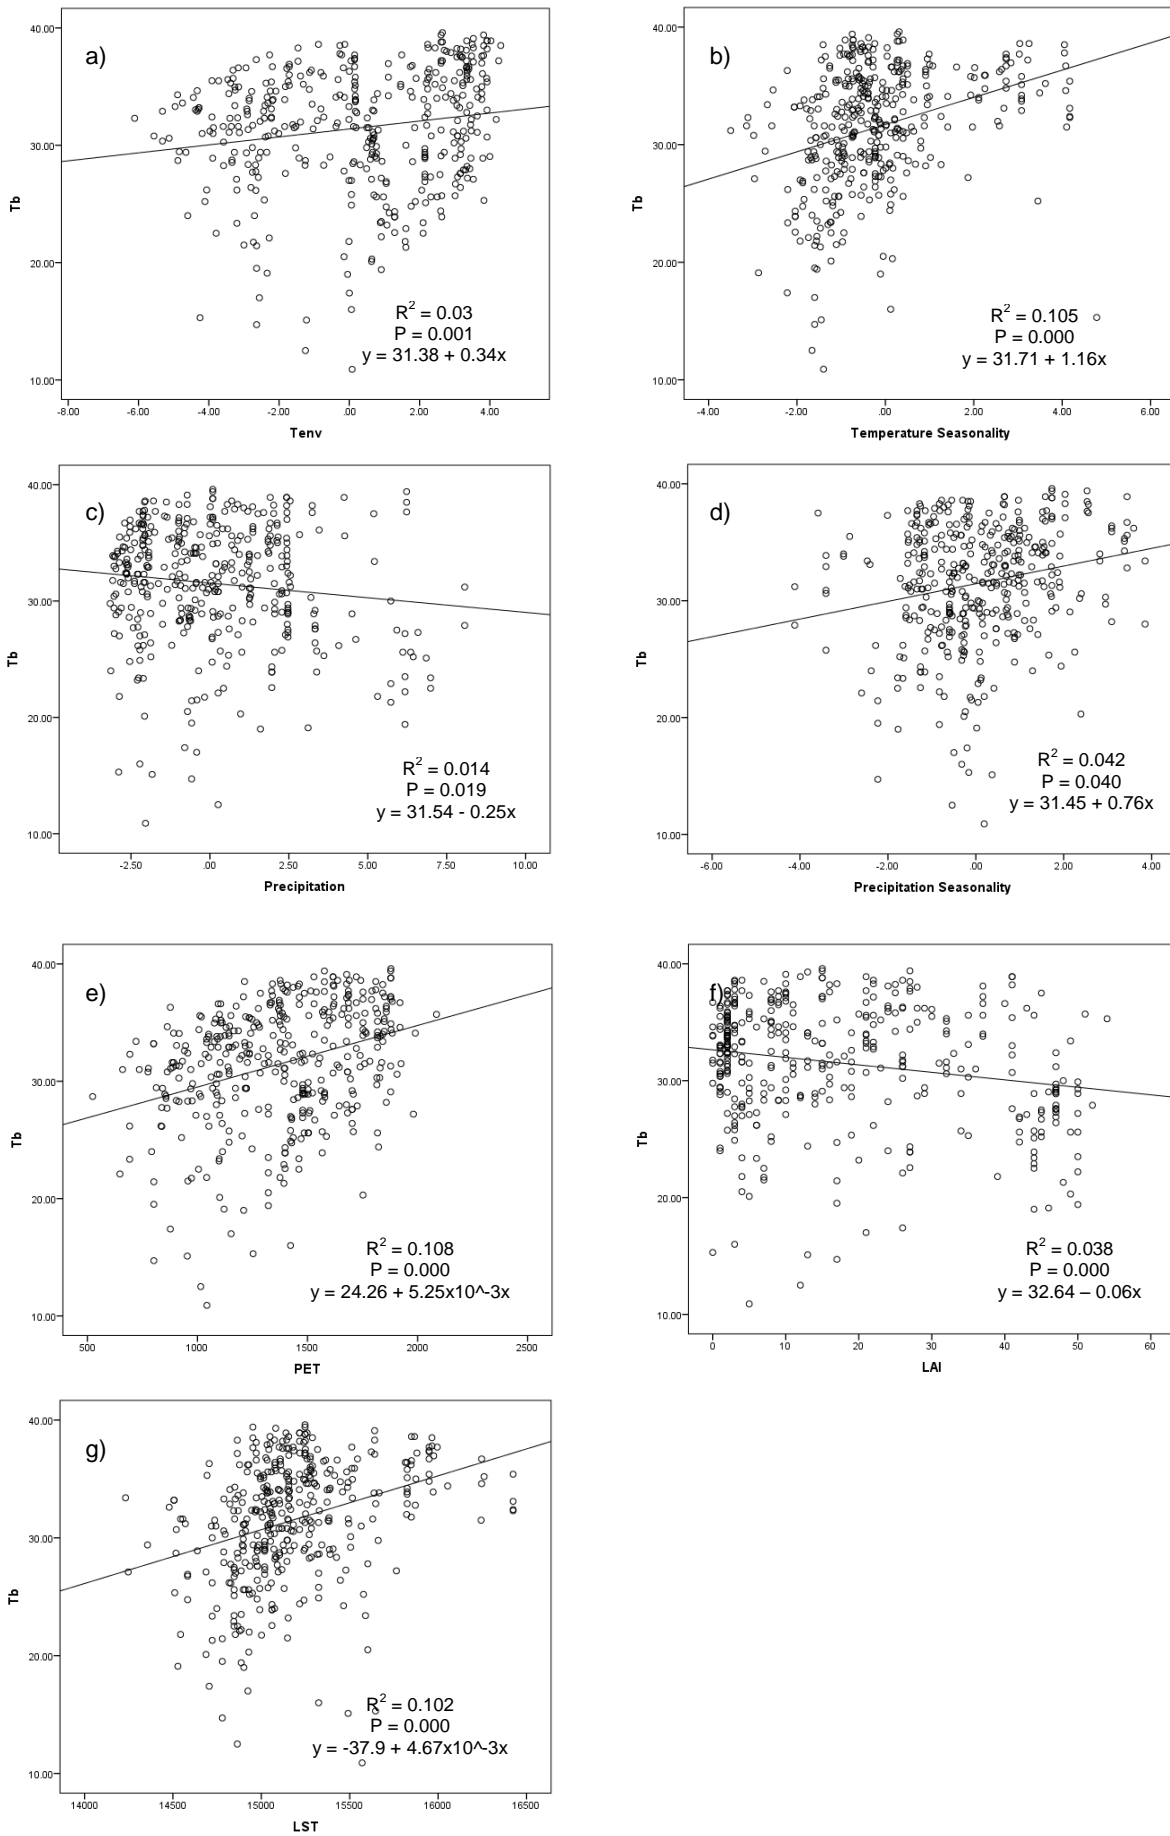 a)
40.00
30.00
20.00
10.00
Tb
R² = 0.03
P = 0.001
y = 31.38 + 0.34x
-8.00 -6.00 -4.00 -2.00 .00 2.00 4.00
Tenv
b)
40.00
30.00
20.00
10.00
Tb
R² = 0.105
P = 0.000
y = 31.71 + 1.16x
-4.00 -2.00 .00 2.00 4.00 6.00
Temperature Seasonality
c)
40.00
30.00
20.00
10.00
Tb
R² = 0.014
P = 0.019
y = 31.54 - 0.25x
-2.50 .00 2.50 5.00 7.50 10.00
Precipitation
d)
40.00
30.00
20.00
10.00
Tb
R² = 0.042
P = 0.040
y = 31.45 + 0.76x
-6.00 -4.00 -2.00 .00 2.00 4.00
Precipitation Seasonality
e)
40.00
30.00
20.00
10.00
Tb
R² = 0.108
P = 0.000
y = 24.26 + 5.25x10^-3x
500 1000 1500 2000 2500
PET
f)
40.00
30.00
20.00
10.00
Tb
R² = 0.038
P = 0.000
y = 32.64 – 0.06x
0 10 20 30 40 50 60
LAI
g)
40.00
30.00
20.00
10.00
Tb
R² = 0.102
P = 0.000
y = -37.9 + 4.67x10^-3x
14000 14500 15000 15500 16000 16500
LST